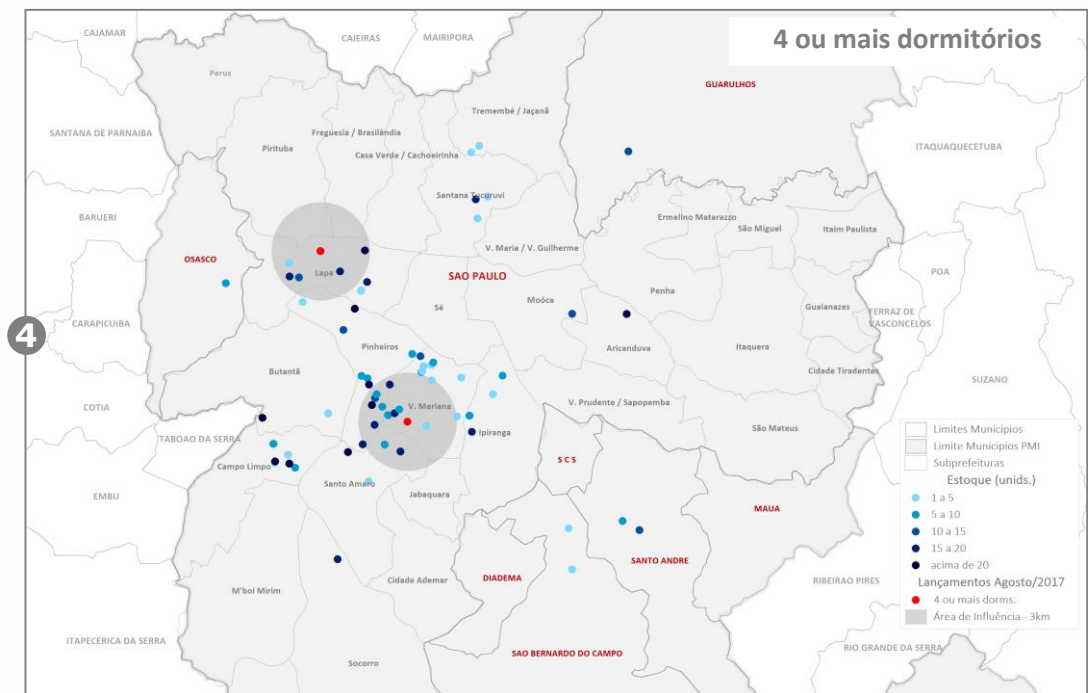 4 ou mais dormitórios
CAJAMAR
CAIEIRAS
MAIRIPORA
Perus
GUARULHOS
SANTANA DE PARNAIBA
Tremembé / Jaçanã
Freguesia / Brasilândia
Pirituba
Casa Verde / Cachoeirinha
ITAQUAQUECETUBA
BARUERI
Santana Tucuruvi
Ermelino Matarazzo
São Miguel
Itaim Paulista
V. Maria / V. Guilherme
OSASCO
Lapa
SAO PAULO
POA
Penha
Moóca
Sé
Guaianazes
FERRAZ DE
VASCONCELOS
CARAPICUIBA
4
Pinheiros
Aricanduva
Itaquera
Butantã
Cidade Tiradentes
SUZANO
COTIA
V. Mariana
V. Prudente / Sapopemba
TABOAO DA SERRA
Ipiranga
São Mateus
Campo Limpo
S C S
Santo Amaro
EMBU
Jabaquara
MAUA
SANTO ANDRE
DIADEMA
Cidade Ademar
M'boi Mirim
RIBEIRAO PIRES
ITAPECERICA DA SERRA
SAO BERNARDO DO CAMPO
RIO GRANDE DA SERRA
Socorro
Limites Municipios
Limite Municipios PMI
Subprefeituras
Estoque (unids.)
1 a 5
5 a 10
10 a 15
15 a 20
acima de 20
Lançamentos Agosto/2017
4 ou mais dorms.
Área de Influência - 3km